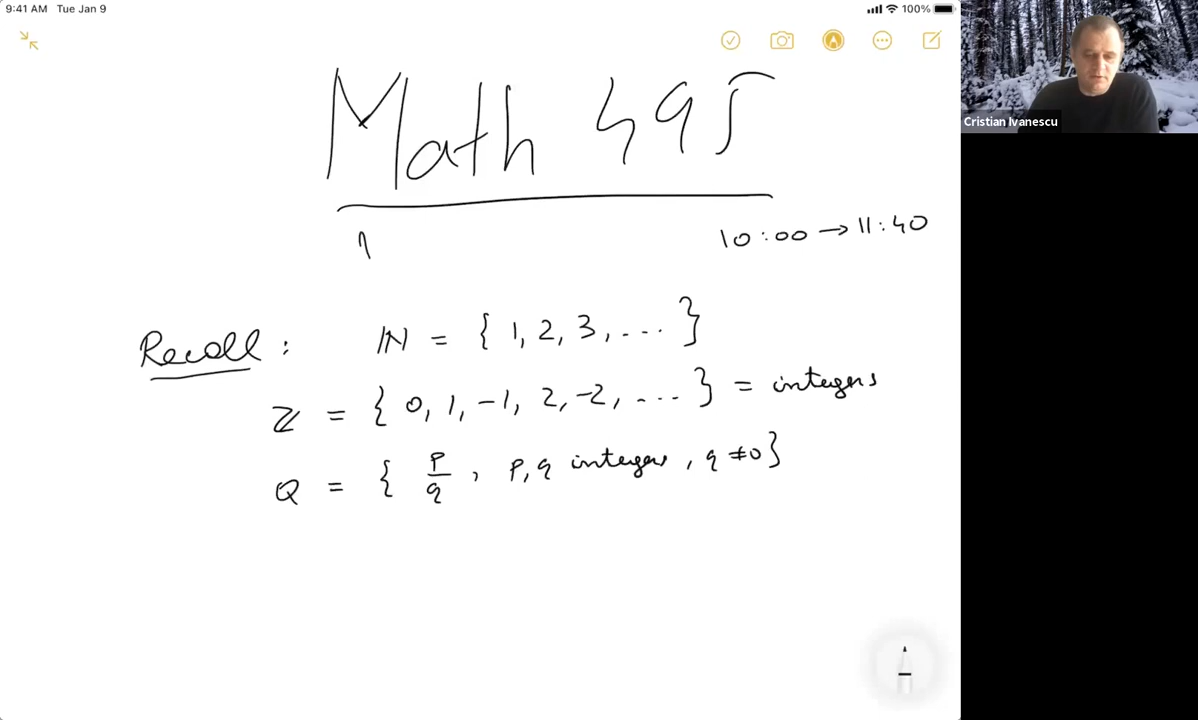 9:41 AM Tue Jan 9
100%
Math 495
10:00 → 11:40
Recall : ℕ = { 1, 2, 3, ... }
ℤ = { 0, 1, -1, 2, -2, ... } = integers
Q = { p/q , p, q integers, q ≠ 0 }
Cristian Ivanescu